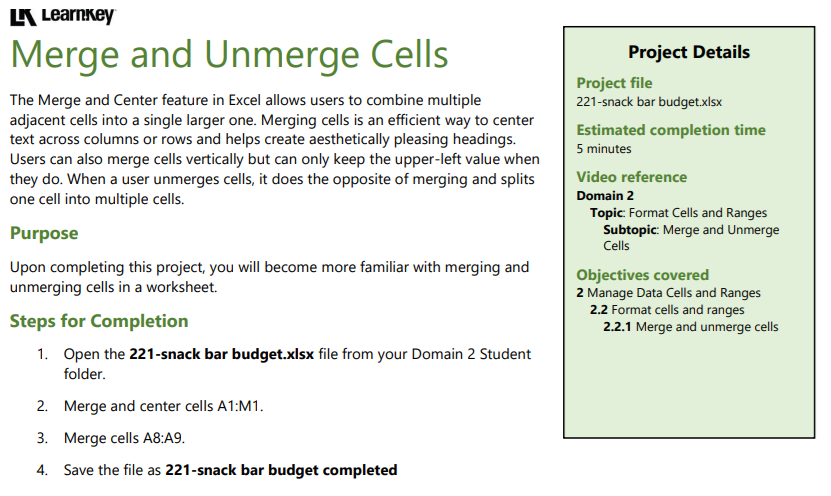 LearnKey
Merge and Unmerge Cells
The Merge and Center feature in Excel allows users to combine multiple
adjacent cells into a single larger one. Merging cells is an efficient way to center
text across columns or rows and helps create aesthetically pleasing headings.
Users can also merge cells vertically but can only keep the upper-left value when
they do. When a user unmerges cells, it does the opposite of merging and splits
one cell into multiple cells.
Purpose
Upon completing this project, you will become more familiar with merging and
unmerging cells in a worksheet.
Steps for Completion
1. Open the 221-snack bar budget.xlsx file from your Domain 2 Student
folder.
2. Merge and center cells A1:M1.
3. Merge cells A8:A9.
4. Save the file as 221-snack bar budget completed
Project Details
Project file
221-snack bar budget.xlsx
Estimated completion time
5 minutes
Video reference
Domain 2
Topic: Format Cells and Ranges
Subtopic: Merge and Unmerge
Cells
Objectives covered
2 Manage Data Cells and Ranges
2.2 Format cells and ranges
2.2.1 Merge and unmerge cells